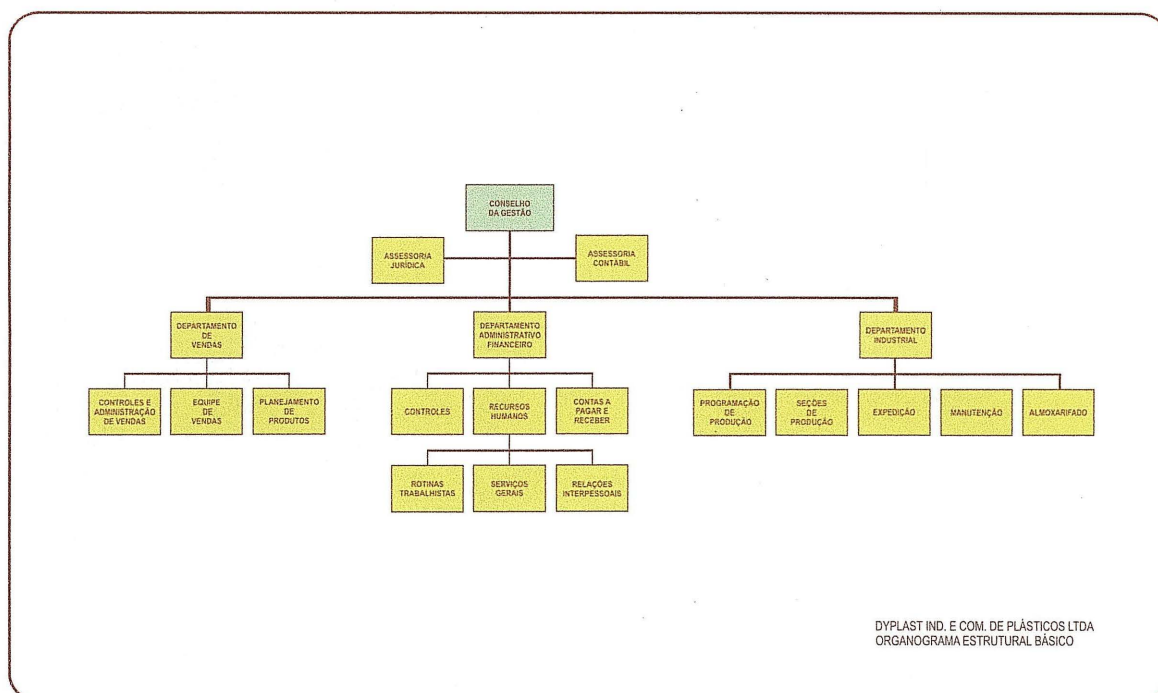 CONSELHO
DA GESTÃO
ASSESSORIA
JURÍDICA
ASSESSORIA
CONTÁBIL
DEPARTAMENTO
DE
VENDAS
DEPARTAMENTO
ADMINISTRATIVO
FINANCEIRO
DEPARTAMENTO
INDUSTRIAL
CONTROLES E
ADMINISTRAÇÃO
DE VENDAS
EQUIPE
DE
VENDAS
PLANEJAMENTO
DE
PRODUTOS
CONTROLES
RECURSOS
HUMANOS
CONTAS A
PAGAR E
RECEBER
PROGRAMAÇÃO
DE
PRODUÇÃO
SEÇÕES
DE
PRODUÇÃO
EXPEDIÇÃO
MANUTENÇÃO
ALMOXARIFADO
ROTINAS
TRABALHISTAS
SERVIÇOS
GERAIS
RELAÇÕES
INTERPESSOAIS
DYPLAST IND. E COM. DE PLÁSTICOS LTDA
ORGANOGRAMA ESTRUTURAL BÁSICO